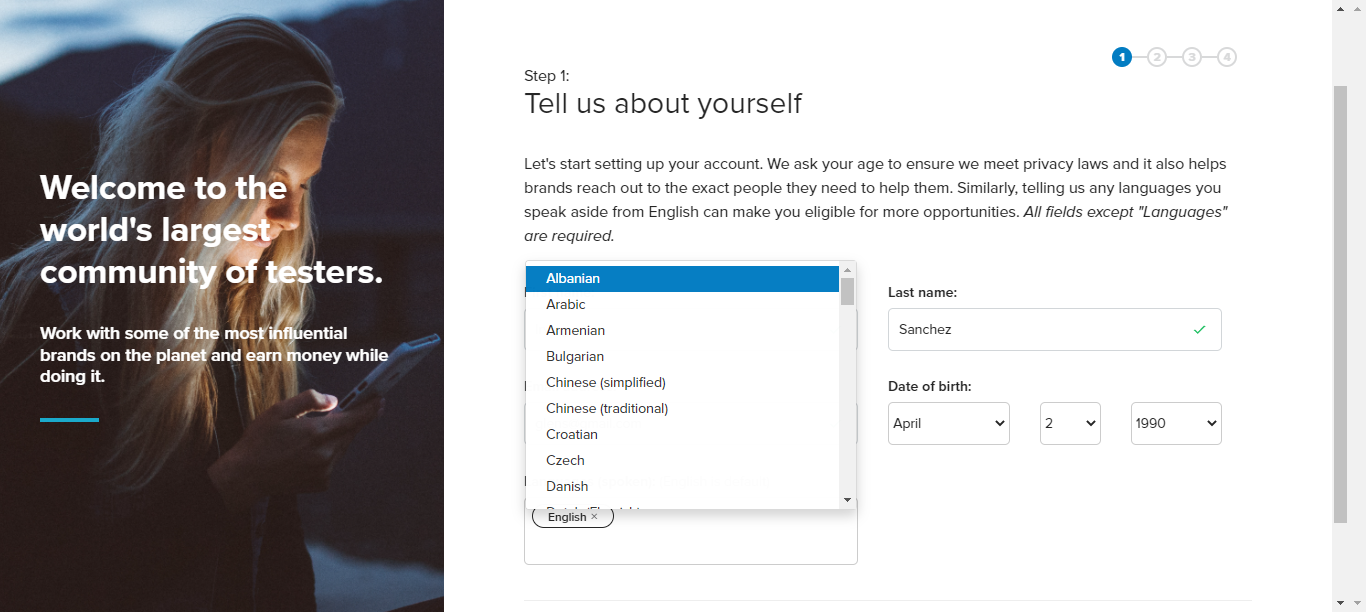 Welcome to the
world's largest
community of testers.
Work with some of the most influential
brands on the planet and earn money while
doing it.
1 2 3 4
Step 1:
Tell us about yourself
Let's start setting up your account. We ask your age to ensure we meet privacy laws and it also helps
brands reach out to the exact people they need to help them. Similarly, telling us any languages you
speak aside from English can make you eligible for more opportunities. All fields except "Languages"
are required.
Albanian
Arabic
Armenian
Bulgarian
Chinese (simplified)
Chinese (traditional)
Croatian
Czech
Danish
English ×
Last name:
Sanchez
Date of birth:
April 2 1990